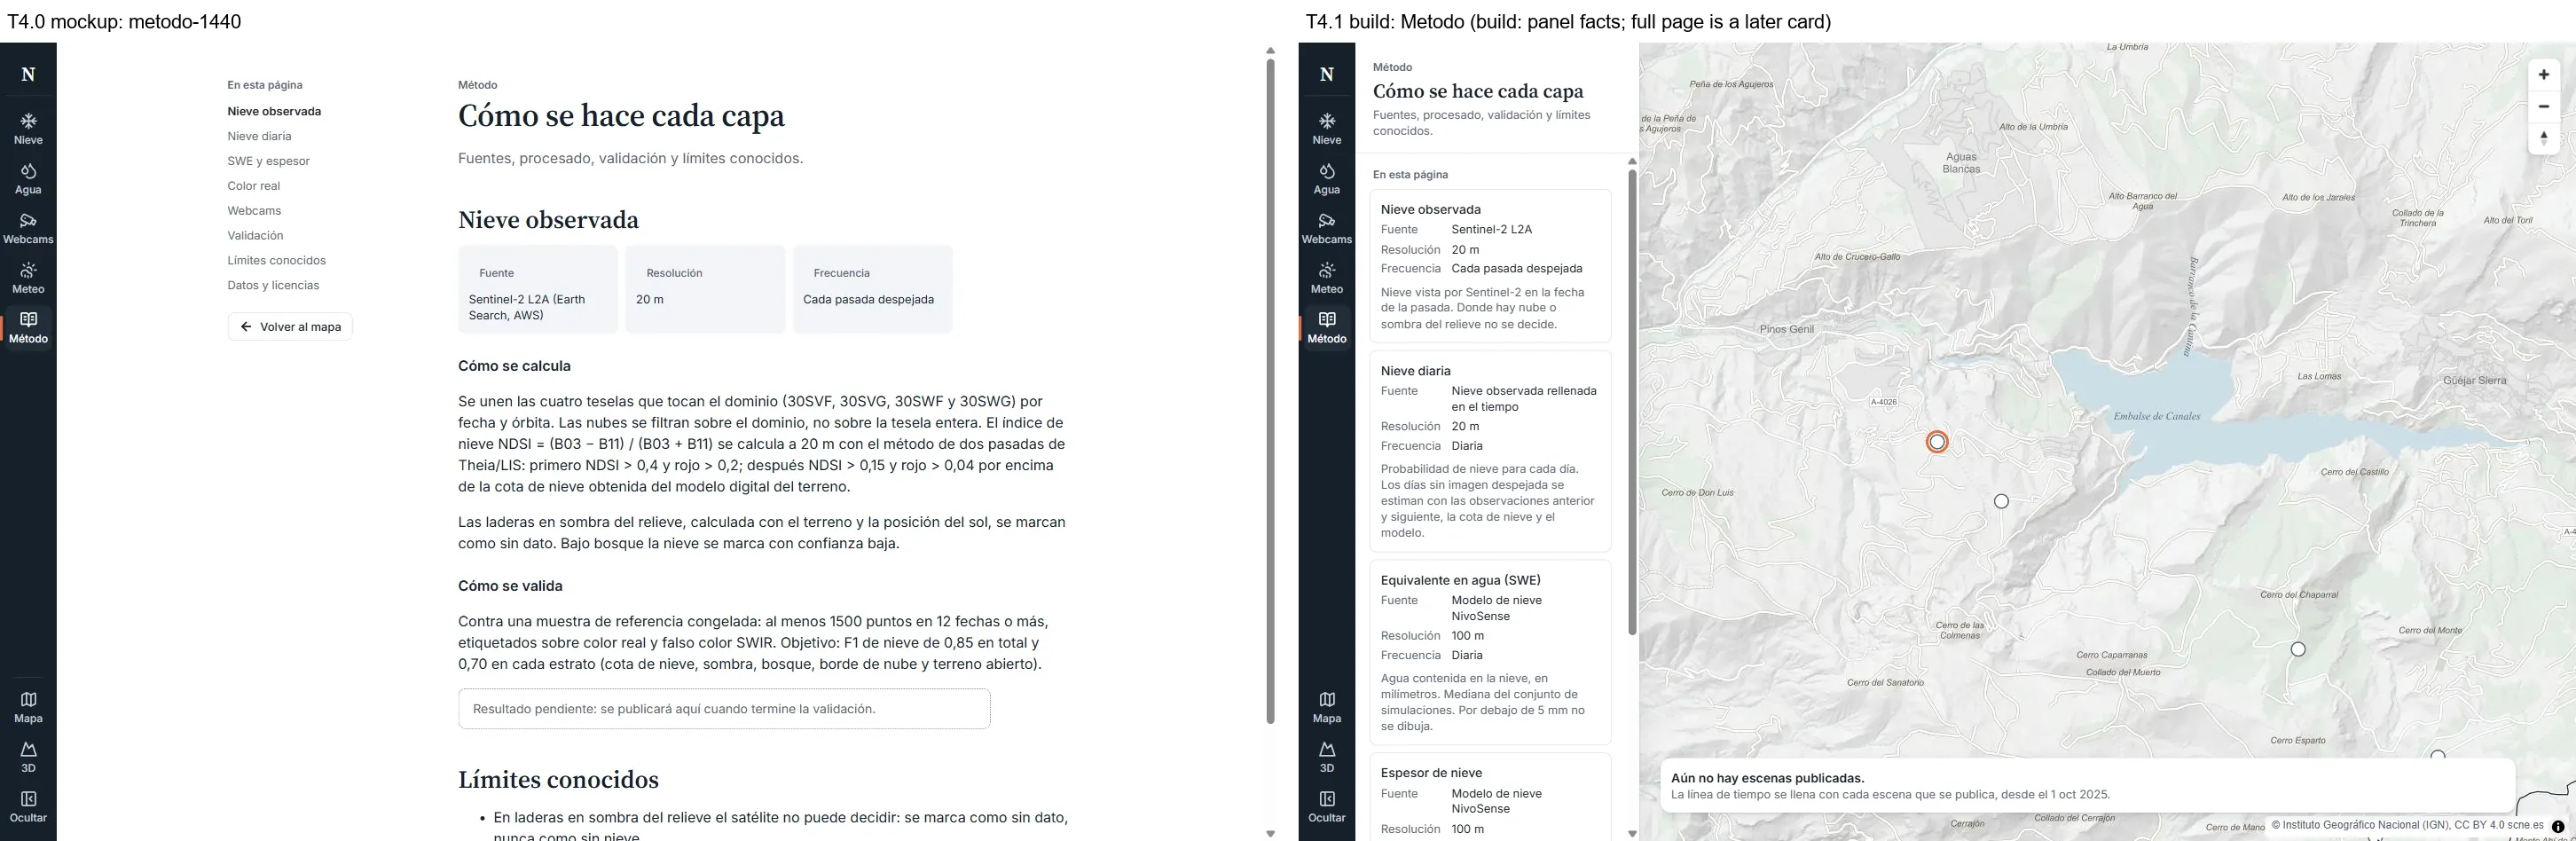 T4.0 mockup: metodo-1440
N
Nieve
Agua
Webcams
Meteo
Método
Mapa
3D
Ocultar
En esta página
Nieve observada
Nieve diaria
SWE y espesor
Color real
Webcams
Validación
Límites conocidos
Datos y licencias
Volver al mapa
Método
Cómo se hace cada capa
Fuentes, procesado, validación y límites conocidos.
Nieve observada
Fuente
Sentinel-2 L2A (Earth
Search, AWS)
Resolución
20 m
Frecuencia
Cada pasada despejada
Cómo se calcula
Se unen las cuatro teselas que tocan el dominio (30SVF, 30SVG, 30SWF y 30SWG) por
fecha y órbita. Las nubes se filtran sobre el dominio, no sobre la tesela entera. El índice de
nieve NDSI = (B03 − B11) / (B03 + B11) se calcula a 20 m con el método de dos pasadas de
Theia/LIS: primero NDSI > 0,4 y rojo > 0,2; después NDSI > 0,15 y rojo > 0,04 por encima
de la cota de nieve obtenida del modelo digital del terreno.
Las laderas en sombra del relieve, calculada con el terreno y la posición del sol, se marcan
como sin dato. Bajo bosque la nieve se marca con confianza baja.
Cómo se valida
Contra una muestra de referencia congelada: al menos 1500 puntos en 12 fechas o más,
etiquetados sobre color real y falso color SWIR. Objetivo: F1 de nieve de 0,85 en total y
0,70 en cada estrato (cota de nieve, sombra, bosque, borde de nube y terreno abierto).
Resultado pendiente: se publicará aquí cuando termine la validación.
Límites conocidos
• En laderas en sombra del relieve el satélite no puede decidir: se marca como sin dato,
nunca como sin nieve
T4.1 build: Metodo (build: panel facts; full page is a later card)
N
Nieve
Agua
Webcams
Meteo
Método
Mapa
3D
Ocultar
Método
Cómo se hace cada capa
Fuentes, procesado, validación y límites
conocidos.
En esta página
Nieve observada
Fuente Sentinel-2 L2A
Resolución 20 m
Frecuencia Cada pasada despejada
Nieve vista por Sentinel-2 en la fecha
de la pasada. Donde hay nube o
sombra del relieve no se decide.
Nieve diaria
Fuente Nieve observada rellenada
en el tiempo
Resolución 20 m
Frecuencia Diaria
Probabilidad de nieve para cada día.
Los días sin imagen despejada se
estiman con las observaciones anterior
y siguiente, la cota de nieve y el
modelo.
Equivalente en agua (SWE)
Fuente Modelo de nieve
NivoSense
Resolución 100 m
Frecuencia Diaria
Agua contenida en la nieve, en
milímetros. Mediana del conjunto de
simulaciones. Por debajo de 5 mm no
se dibuja.
Espesor de nieve
Fuente Modelo de nieve
NivoSense
Resolución 100 m
La Umbría
Peña de los Agujeros
de la Peña de
s Agujeros
Alto de la Umbria
Aguas
Blancas
Alto Barranco del
Agua
Alto de los Jarales
Collado de la
Trinchera
Alto del Toril
Alto de Crucero-Gallo
Barranco de la Cantina
Pinos Genil
Las Lomas
Güéjar Sierra
A-4026
Embalse de Canales
Cerro del Castillo
Cerro de Don Luis
A-4
Cerro del Chaparral
Cerro de las
Colmenas
Cerro del Monte
Cerro Caparranas
Collado del Muerto
Cerro del Sanatorio
Cerro Esparto
Aún no hay escenas publicadas.
La línea de tiempo se llena con cada escena que se publica, desde el 1 oct 2025.
Cerrajón
Collado del Cerrajón
Cerro de Mano
© Instituto Geográfico Nacional (IGN), CC BY 4.0 scne.es